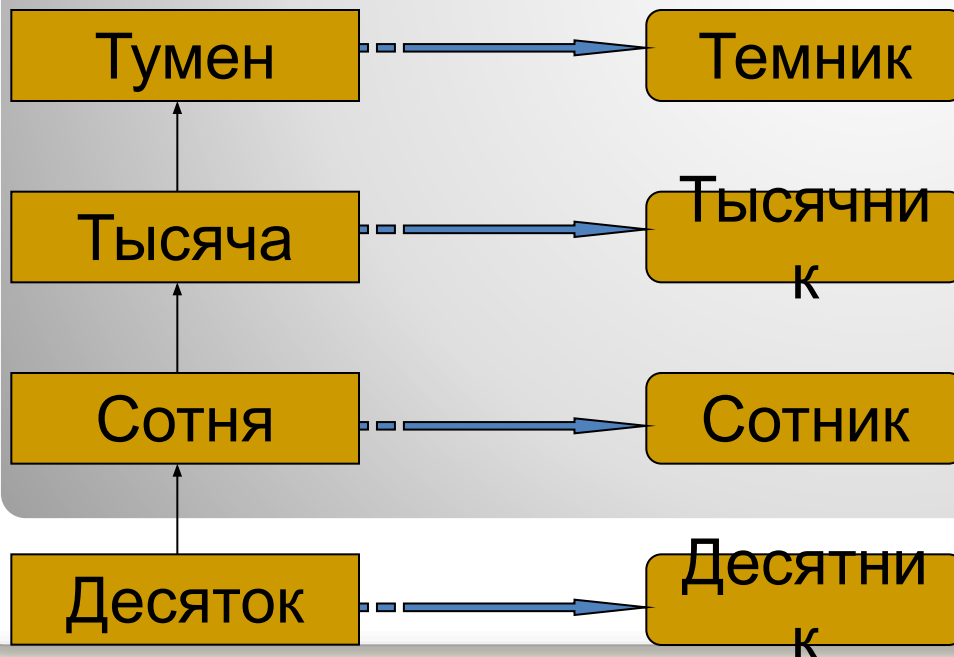 Тумен
Темник
Тысяча
Тысячни
к
Сотня
Сотник
Десяток
Десятни
к